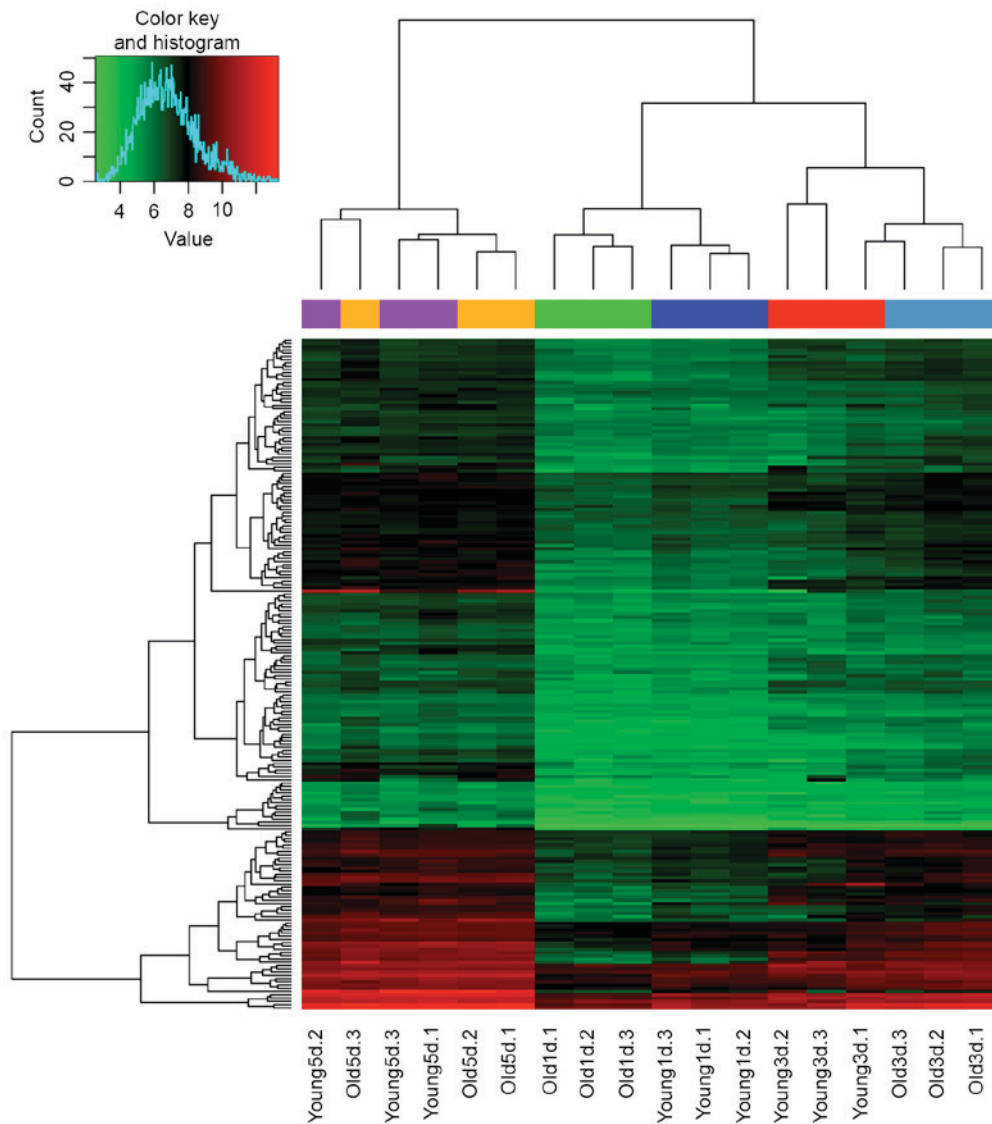 Color key
and histogram
Count
0
20
40
4
6
8
10
Value
Young5d.2
Old5d.3
Young5d.3
Young5d.1
Old5d.2
Old5d.1
Old1d.1
Old1d.2
Old1d.3
Young1d.3
Young1d.1
Young1d.2
Young3d.2
Young3d.3
Young3d.1
Old3d.3
Old3d.2
Old3d.1